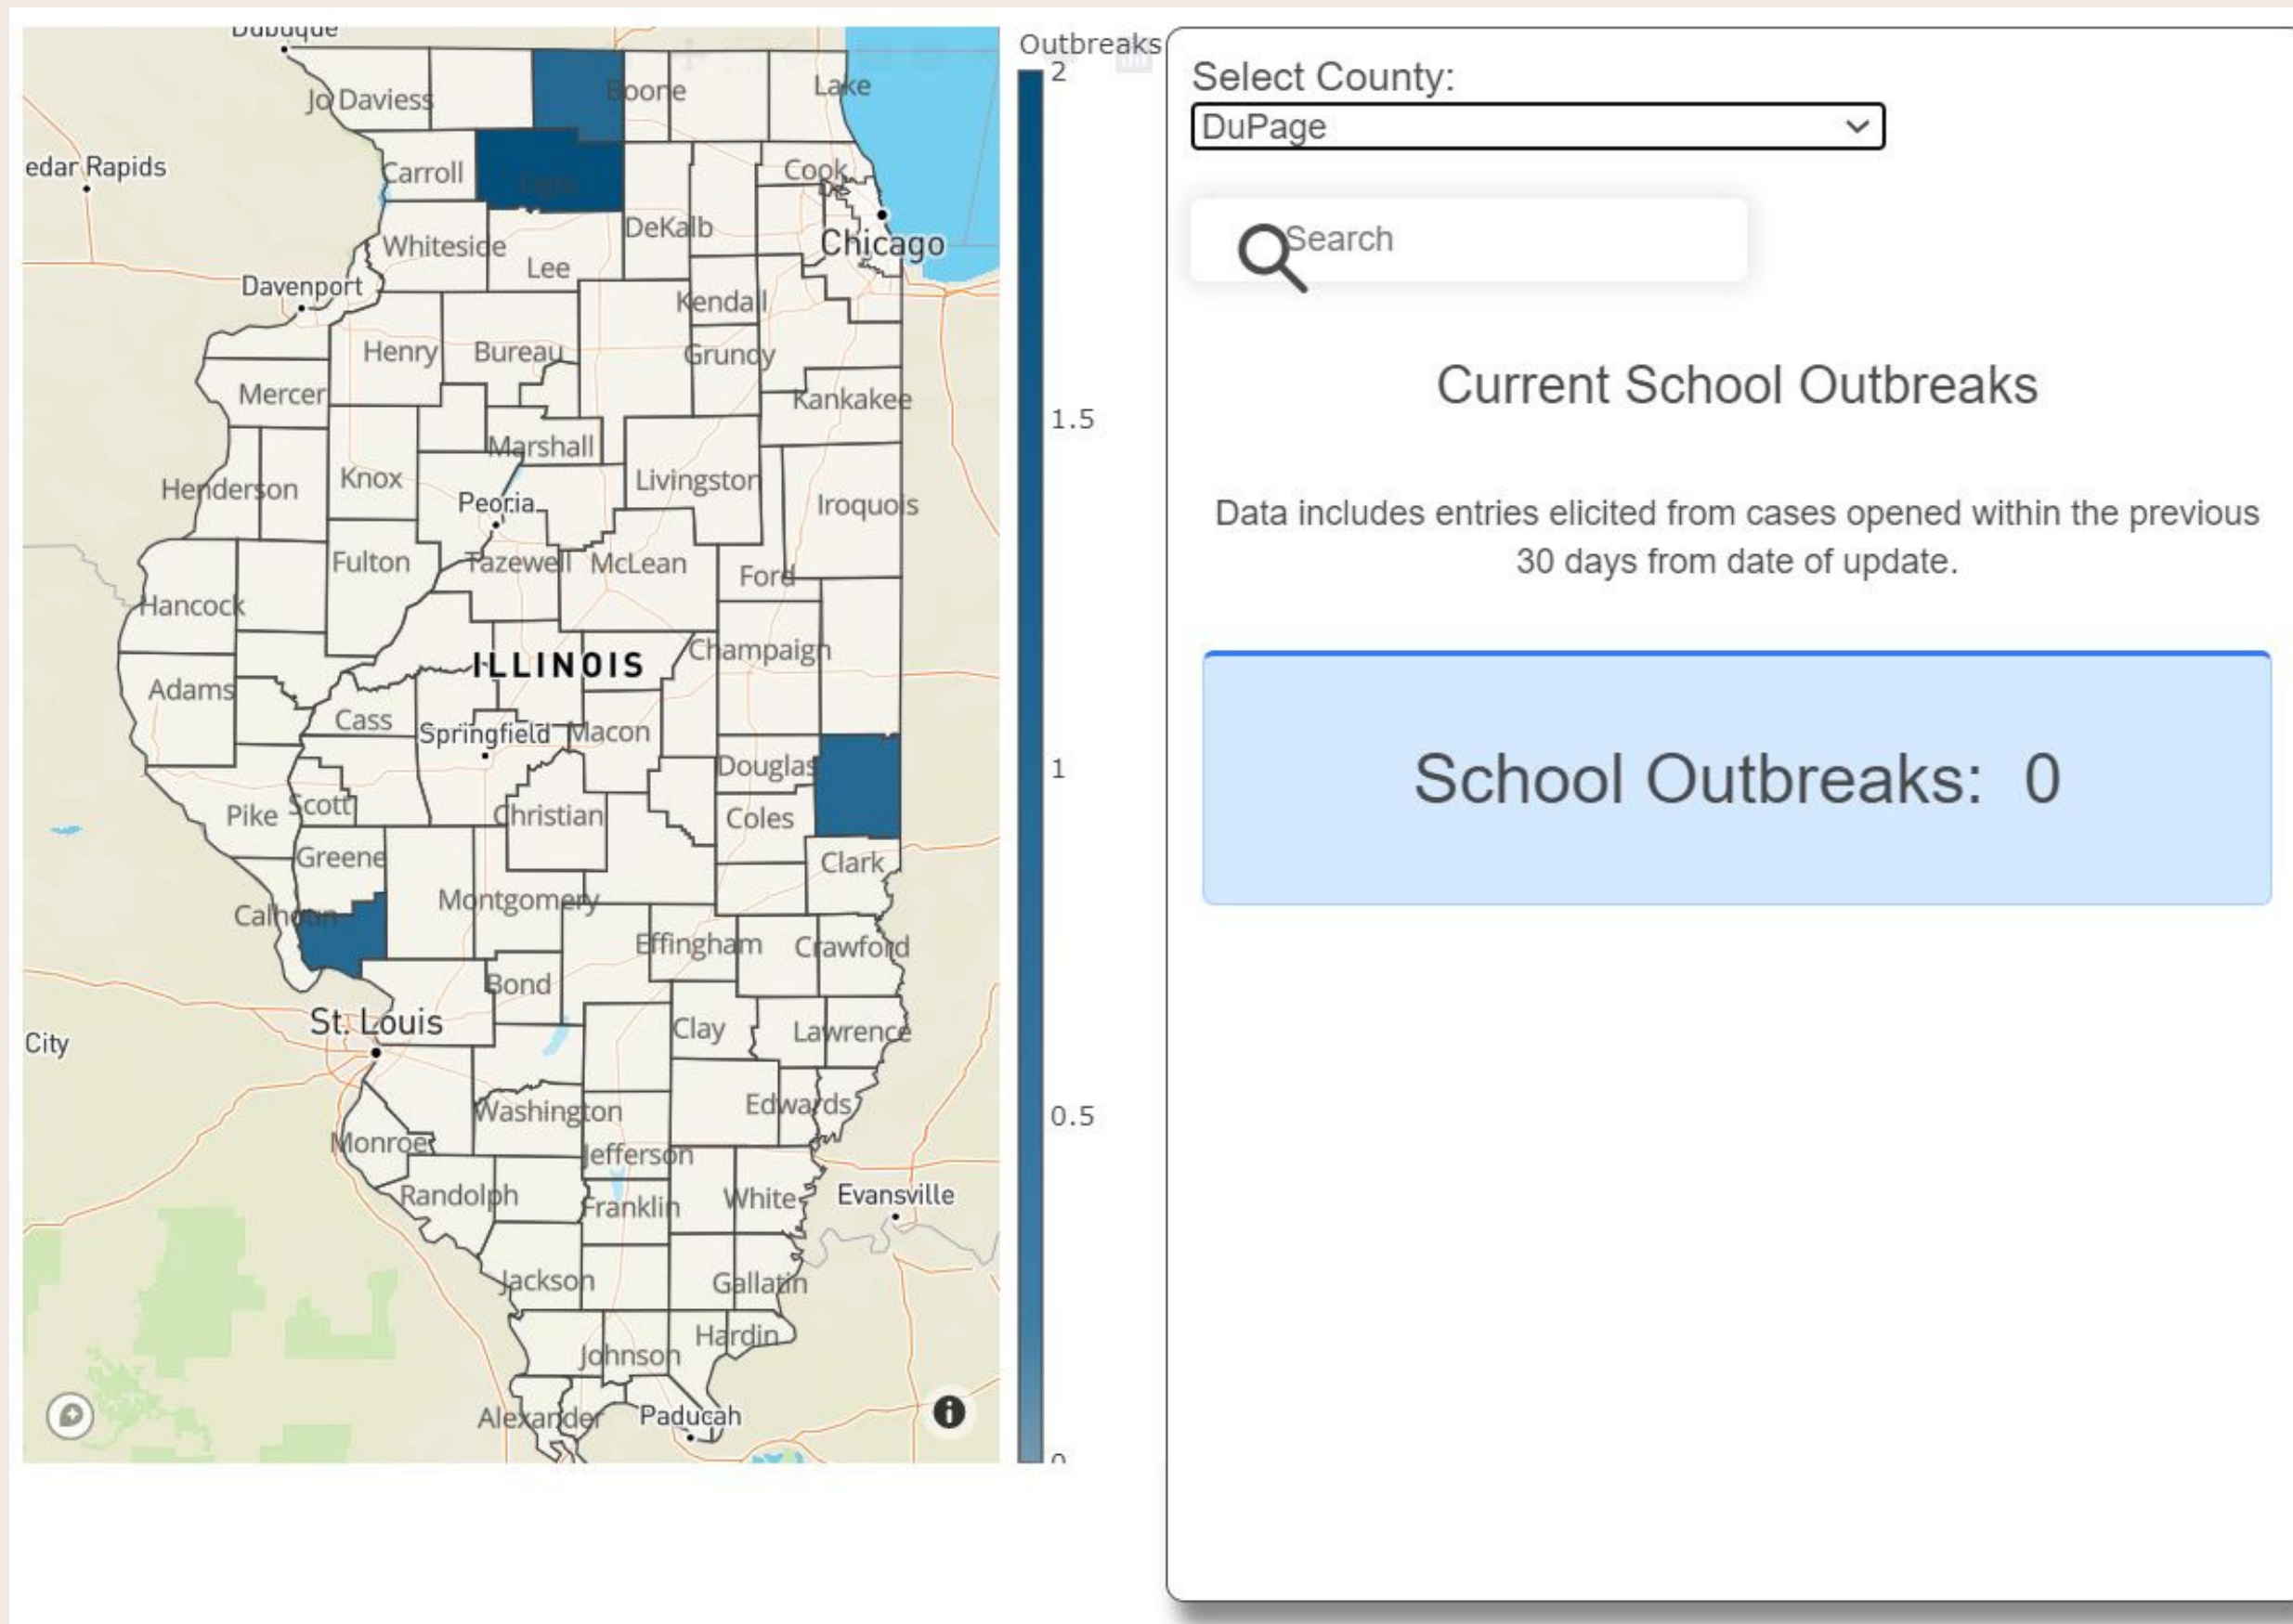 Dubuque
Jo Daviess
Boone
Lake
edar Rapids
Carroll
Ogle
Cook
Whiteside
Lee
DeKalb
Chicago
Davenport
Kendall
Henry
Bureau
Grundy
Mercer
Kankakee
Marshall
Henderson
Knox
Peoria
Livingston
Iroquois
Fulton
Tazewell
McLean
Ford
Hancock
ILLINOIS
Champaign
Adams
Cass
Springfield
Macon
Douglas
Pike
Scott
Christian
Coles
Greene
Clark
Calhoun
Montgomery
Effingham
Crawford
Bond
St. Louis
Clay
Lawrence
City
Washington
Edwards
Monroe
Jefferson
Randolph
Franklin
White
Evansville
Jackson
Gallatin
Hardin
Johnson
Alexander
Paducah
Outbreaks
2
1.5
1
0.5
0
Select County:
DuPage
Search
Current School Outbreaks
Data includes entries elicited from cases opened within the previous
30 days from date of update.
School Outbreaks: 0